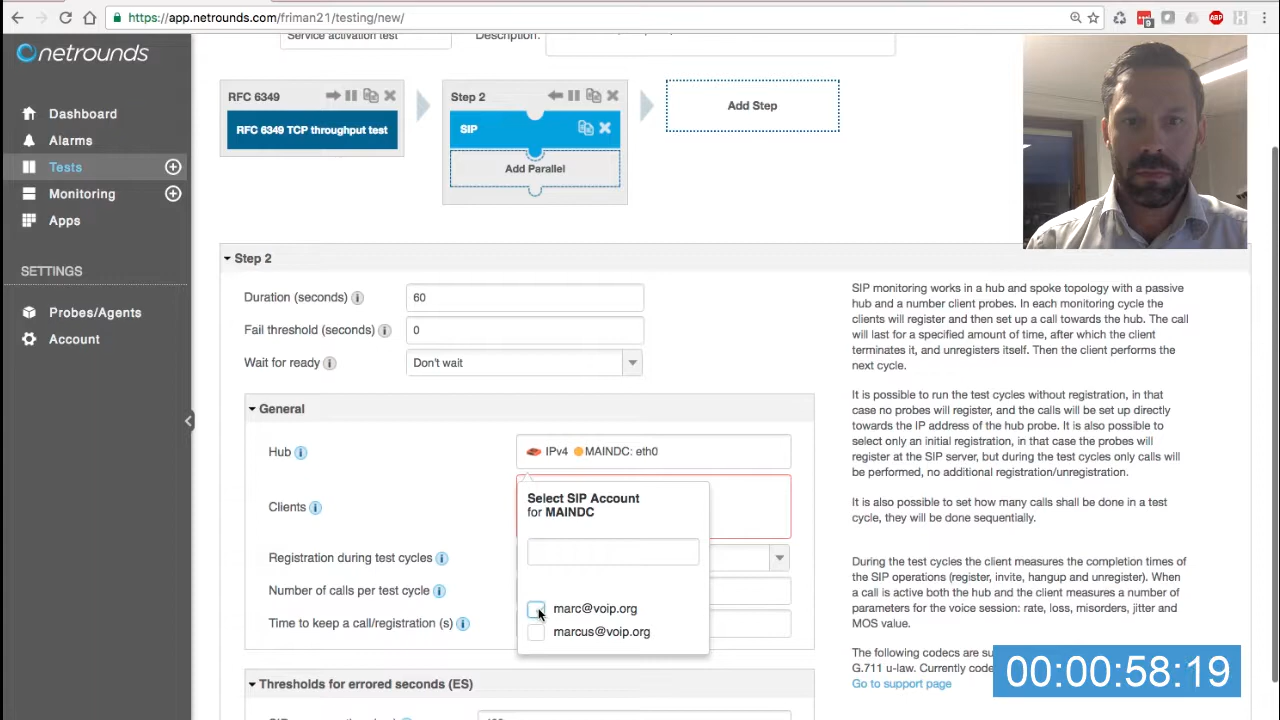 https://app.netrounds.com/friman21/testing/new/
ABP
netrounds
Service activation test
Description:
RFC 6349
Step 2
RFC 6349 TCP throughput test
SIP
Add Parallel
Add Step
Dashboard
Alarms
Tests
Monitoring
Apps
SETTINGS
Probes/Agents
Account
Step 2
Duration (seconds)
60
Fail threshold (seconds)
0
Wait for ready
Don't wait
General
Hub
IPv4 MAINDC: eth0
Clients
Select SIP Account
for MAINDC
Registration during test cycles
Number of calls per test cycle
marc@voip.org
Time to keep a call/registration (s)
marcus@voip.org
Thresholds for errored seconds (ES)
SIP monitoring works in a hub and spoke topology with a passive
hub and a number client probes. In each monitoring cycle the
clients will register and then set up a call towards the hub. The call
will last for a specified amount of time, after which the client
terminates it, and unregisters itself. Then the client performs the
next cycle.
It is possible to run the test cycles without registration, in that
case no probes will register, and the calls will be set up directly
towards the IP address of the hub probe. It is also possible to
select only an initial registration, in that case the probes will
register at the SIP server, but during the test cycles only calls will
be performed, no additional registration/unregistration.
It is also possible to set how many calls shall be done in a test
cycle, they will be done sequentially.
During the test cycles the client measures the completion times of
the SIP operations (register, invite, hangup and unregister). When
a call is active both the hub and the client measures a number of
parameters for the voice session: rate, loss, misorders, jitter and
MOS value.
The following codecs are su
G.711 u-law. Currently code
Go to support page
00:00:58:19